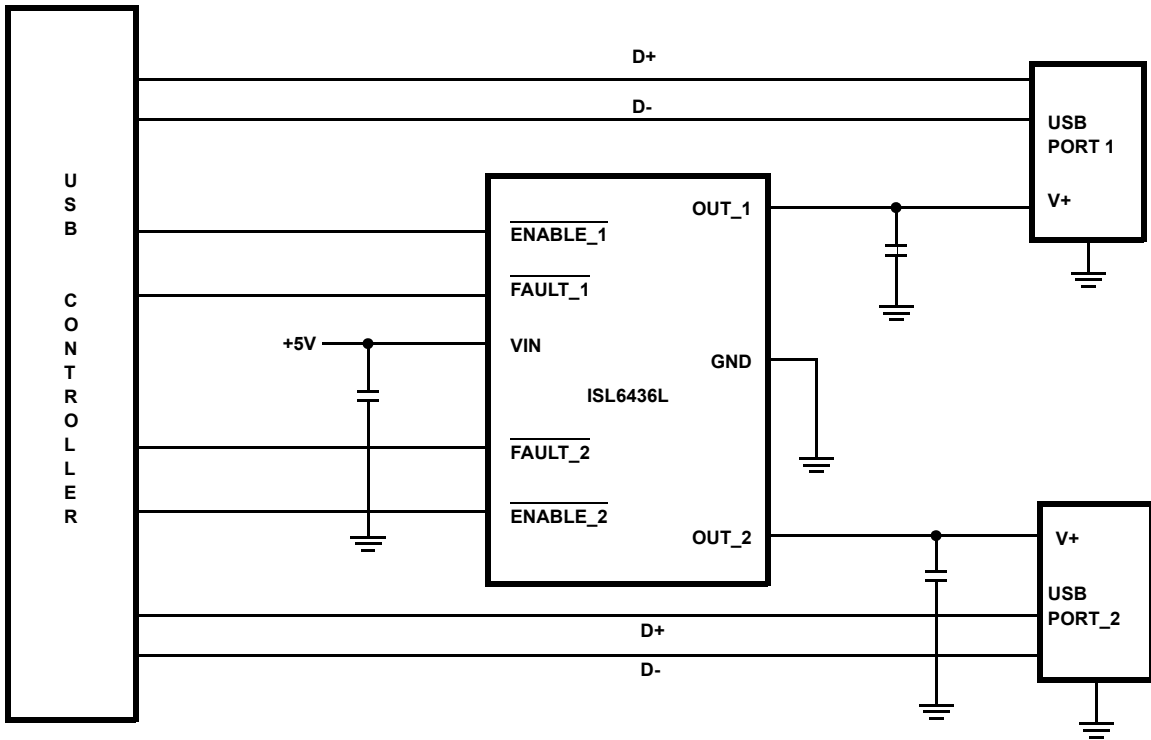 U
S
B
C
O
N
T
R
O
L
L
E
R
D+
D-
USB
PORT 1
V+
ENABLE_1
FAULT_1
+5V
VIN
FAULT_2
ENABLE_2
ISL6436L
OUT_1
GND
OUT_2
V+
USB
PORT_2
D+
D-